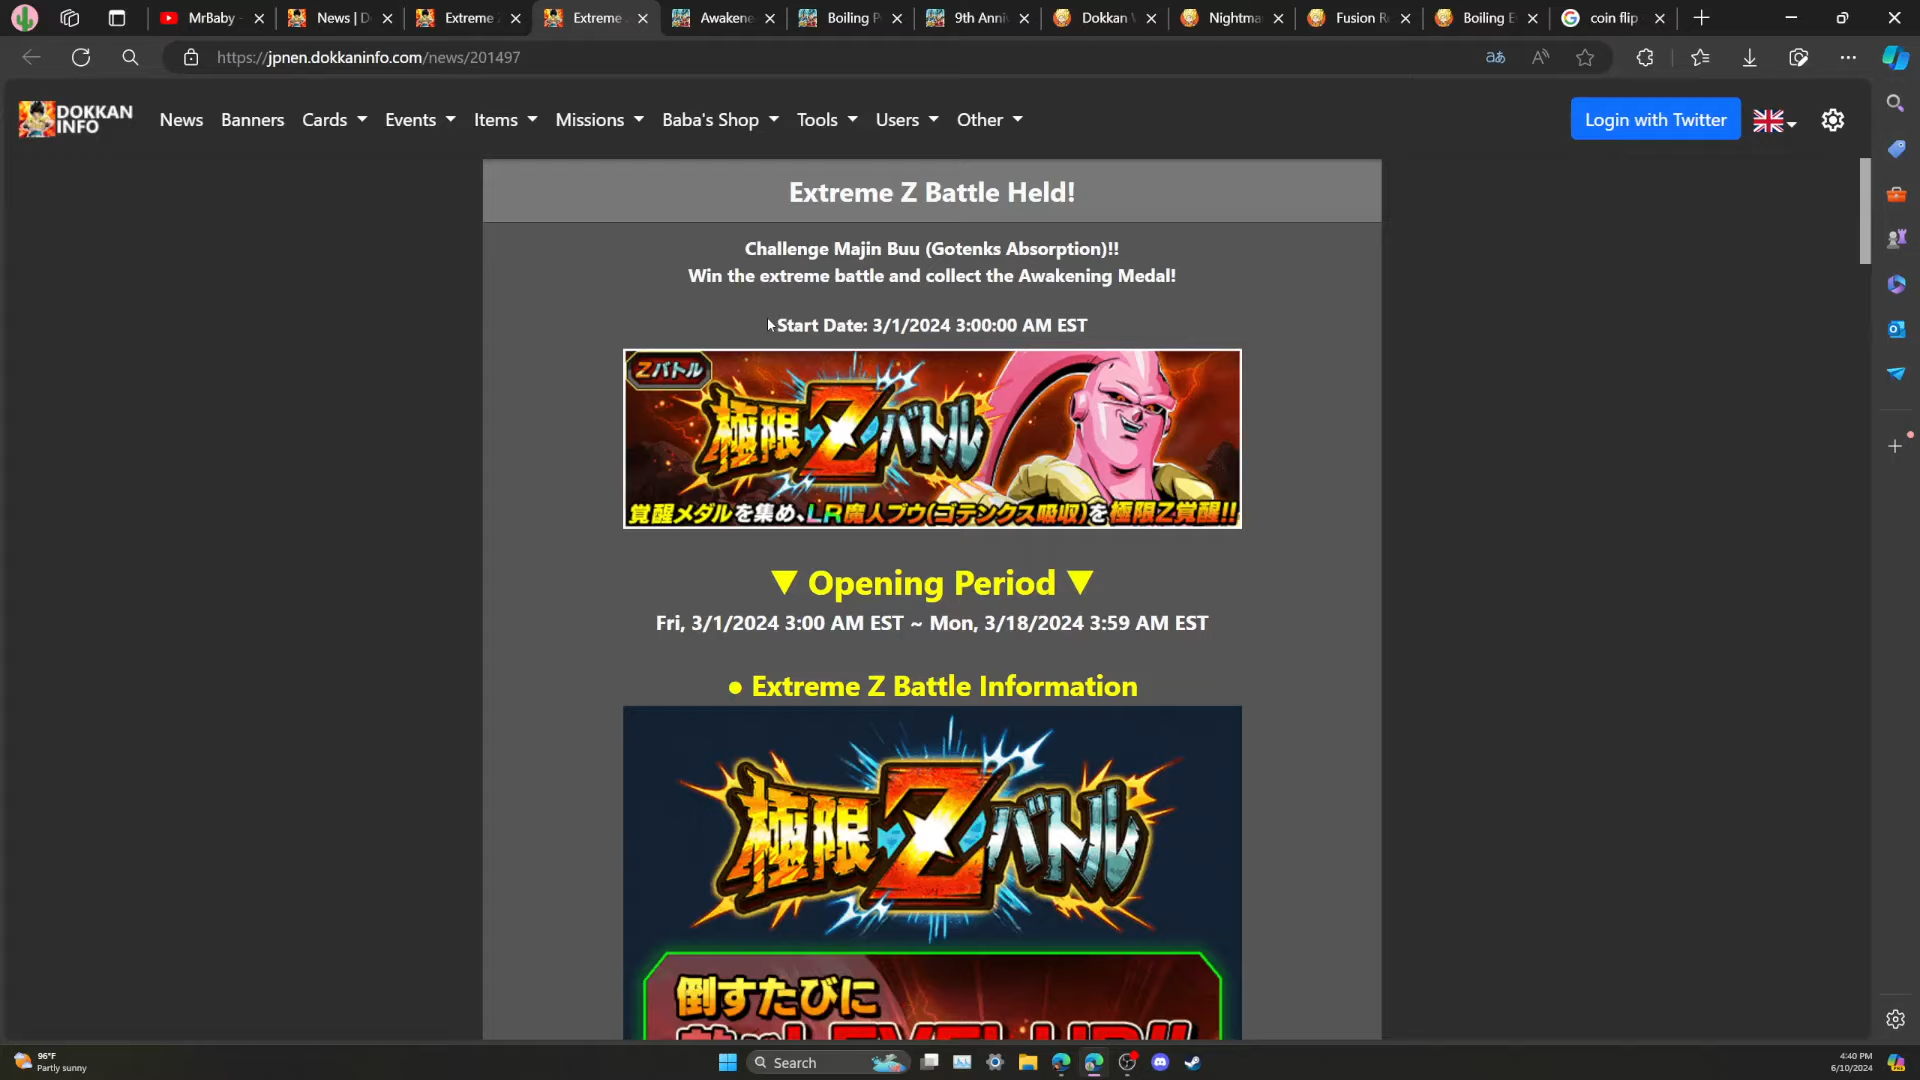 MrBaby -
News | D
Extreme Z
Extreme
Awakene
Boiling P
9th Anni
Dokkan
Nightma
Fusion R
Boiling E
coin flip
https://jpnen.dokkaninfo.com/news/201497
DOKKAN
INFO
News
Banners
Cards
Events
Items
Missions
Baba's Shop
Tools
Users
Other
Login with Twitter
Extreme Z Battle Held!
Challenge Majin Buu (Gotenks Absorption)!!
Win the extreme battle and collect the Awakening Medal!
Start Date: 3/1/2024 3:00:00 AM EST
Zバトル
極限Zバトル
覚醒メダルを集め、LR魔人ブウ(ゴテンクス吸収)を極限Z覚醒!!
▼ Opening Period ▼
Fri, 3/1/2024 3:00 AM EST ~ Mon, 3/18/2024 3:59 AM EST
● Extreme Z Battle Information
極限Zバトル
倒すたびに
LEVEL UP!!
96°F
Partly sunny
Search
4:40 PM
6/10/2024